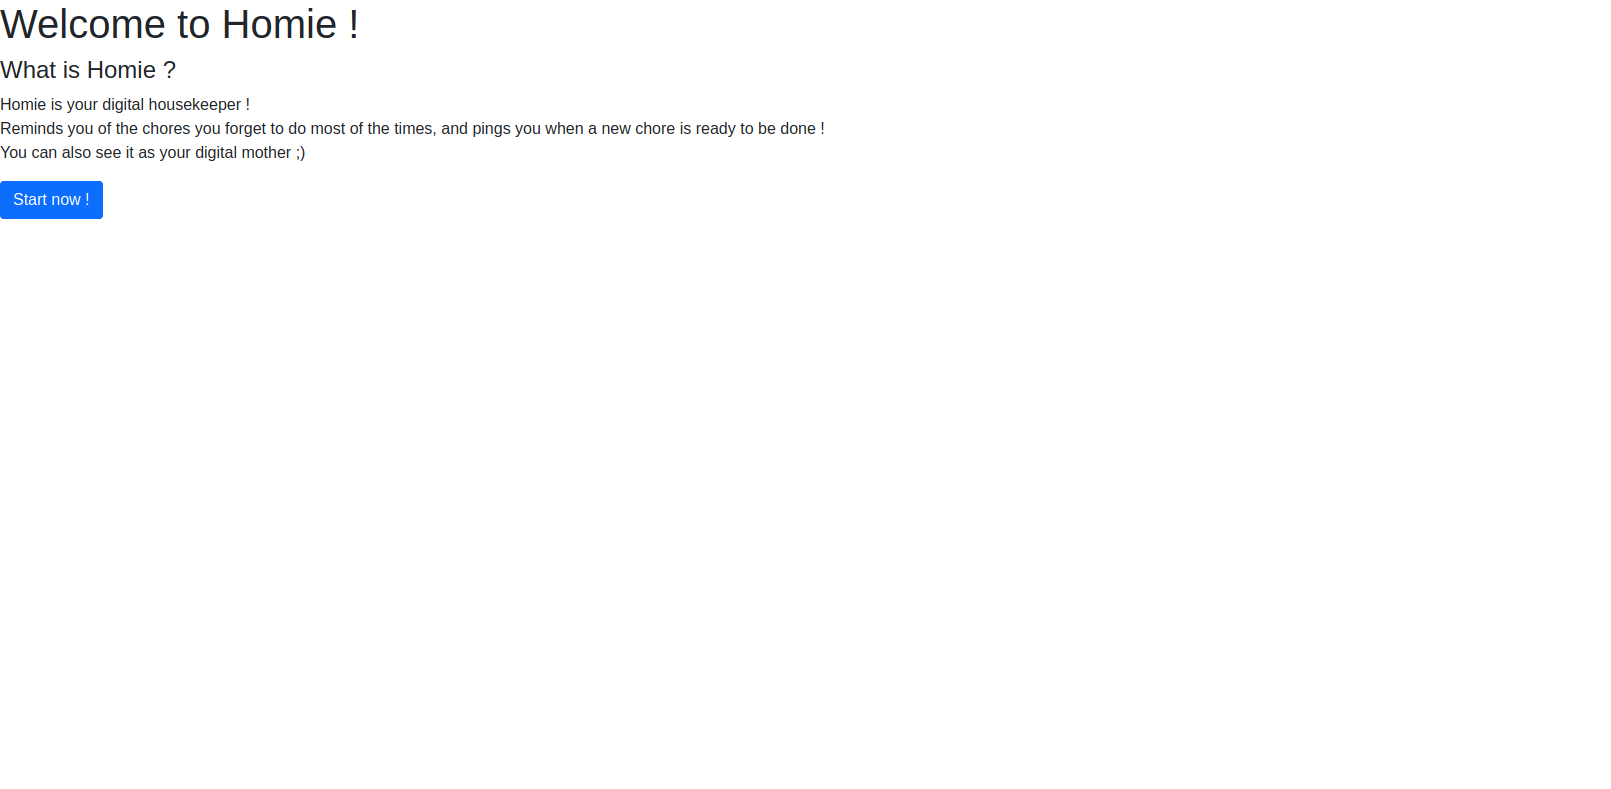 Welcome to Homie !
What is Homie ?
Homie is your digital housekeeper !
Reminds you of the chores you forget to do most of the times, and pings you when a new chore is ready to be done !
You can also see it as your digital mother ;)
Start now !